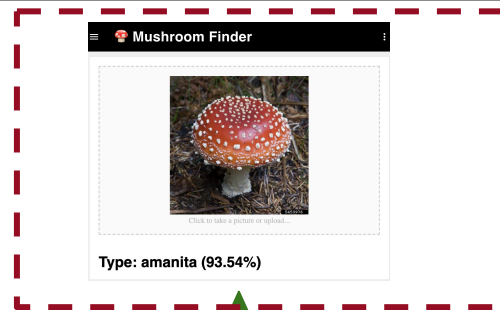 Mushroom Finder
Click to take a picture or upload...
Type: amanita (93.54%)